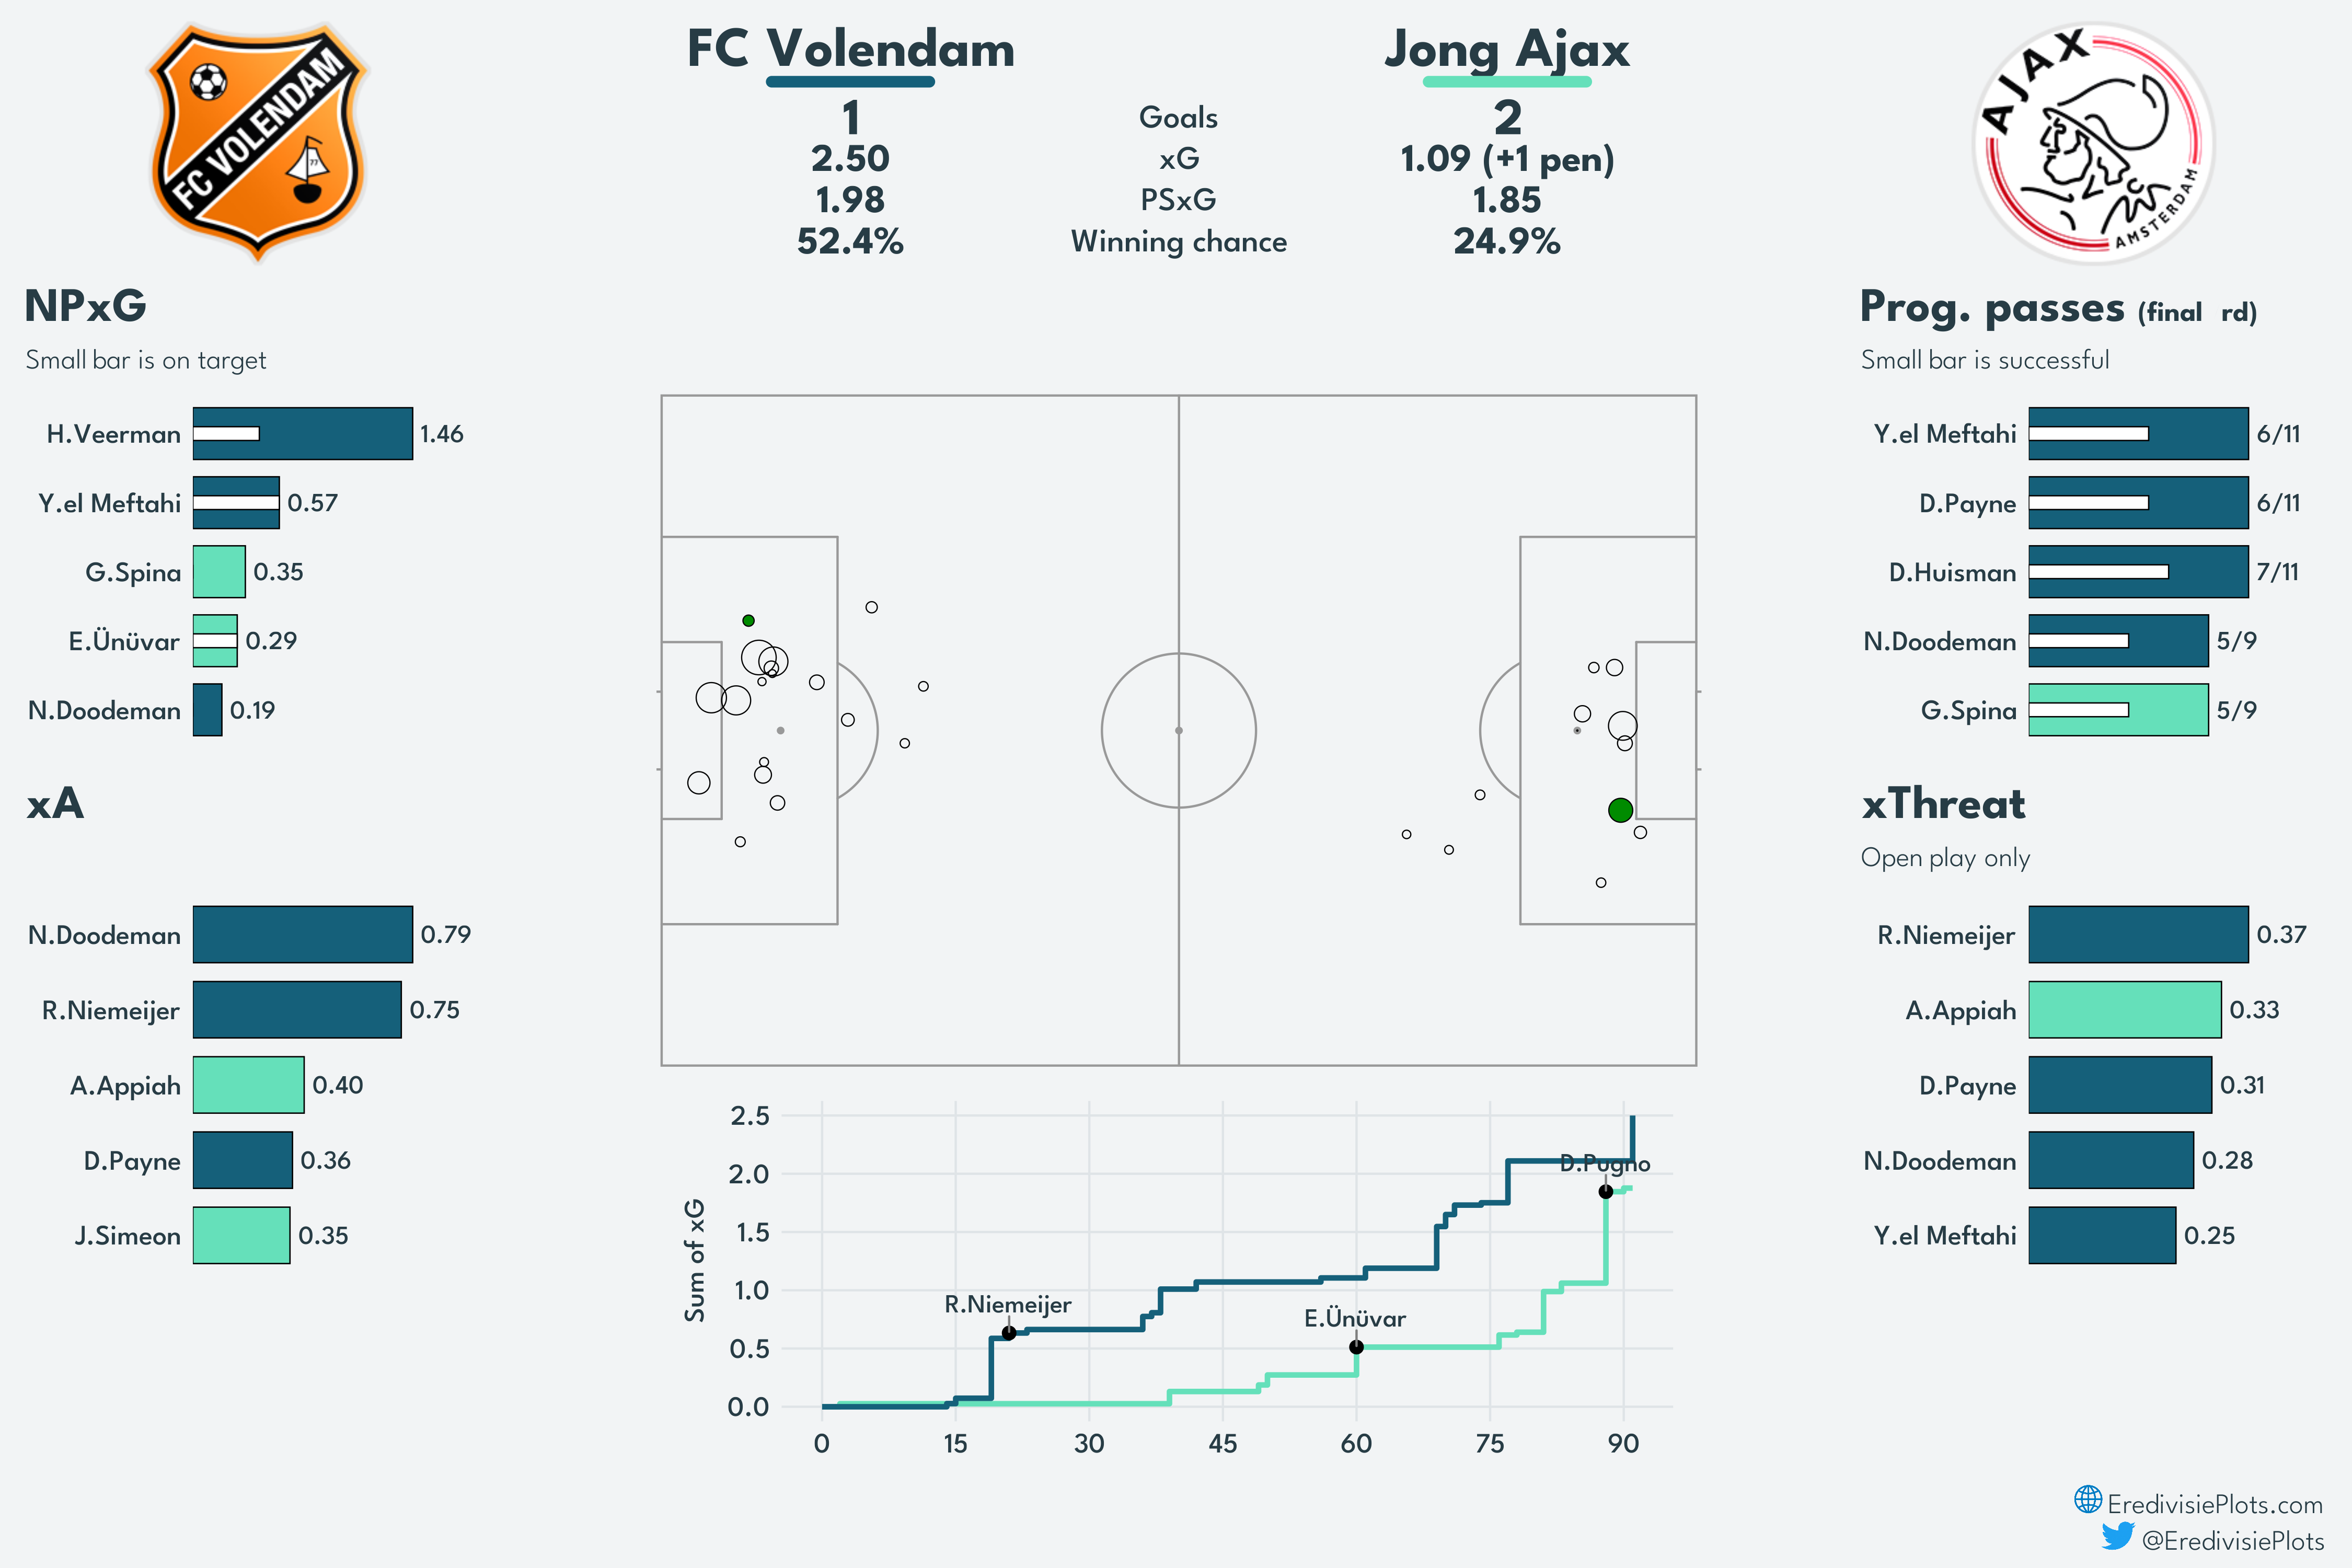 FC VOLENDAM
77
FC Volendam
Jong Ajax
AJAX
AMSTERDAM
1 Goals 2
2.50 xG 1.09 (+1 pen)
1.98 PSxG 1.85
52.4% Winning chance 24.9%
NPxG
Small bar is on target
H.Veerman 1.46
Y.el Meftahi 0.57
G.Spina 0.35
E.Ünüvar 0.29
N.Doodeman 0.19
xA
N.Doodeman 0.79
R.Niemeijer 0.75
A.Appiah 0.40
D.Payne 0.36
J.Simeon 0.35
Prog. passes (final rd)
Small bar is successful
Y.el Meftahi 6/11
D.Payne 6/11
D.Huisman 7/11
N.Doodeman 5/9
G.Spina 5/9
xThreat
Open play only
R.Niemeijer 0.37
A.Appiah 0.33
D.Payne 0.31
N.Doodeman 0.28
Y.el Meftahi 0.25
Sum of xG
2.5
2.0
1.5
1.0
0.5
0.0
D.Pugno
R.Niemeijer
E.Ünüvar
0 15 30 45 60 75 90
EredivisiePlots.com
@EredivisiePlots